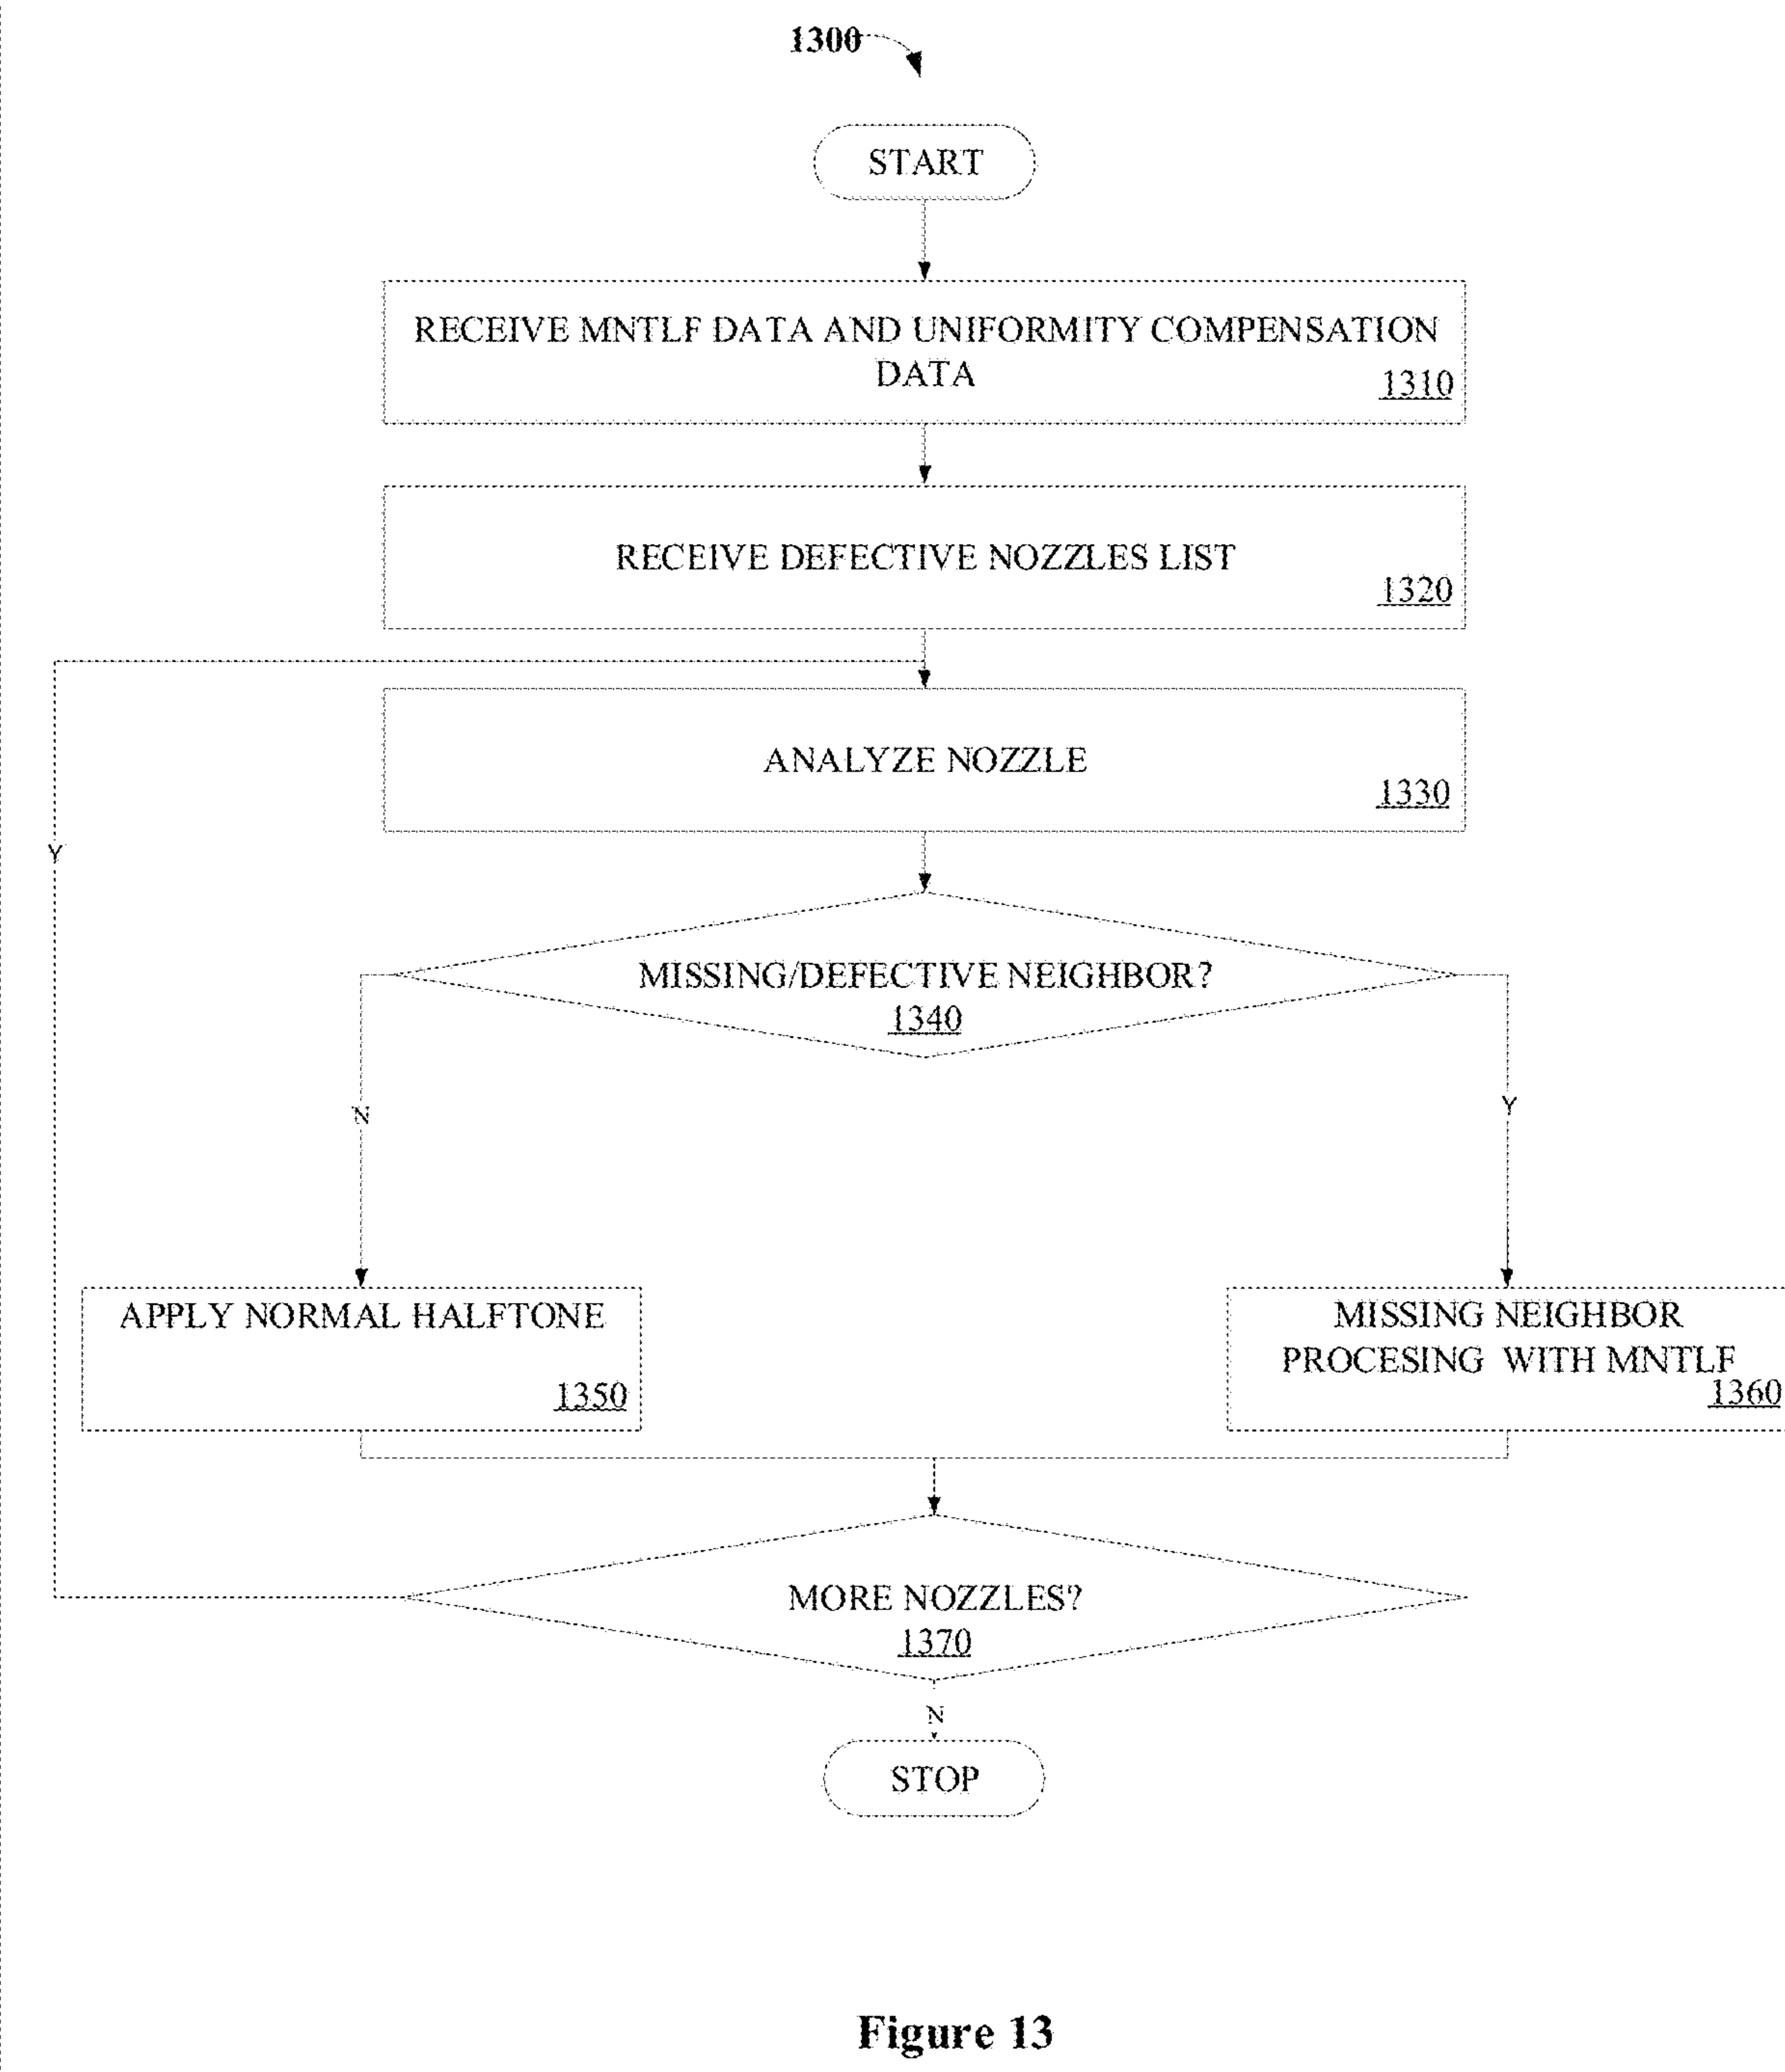 1300
START
RECEIVE MNTLF DATA AND UNIFORMITY COMPENSATION
DATA
1310
RECEIVE DEFECTIVE NOZZLES LIST
1320
ANALYZE NOZZLE
1330
Y
MISSING/DEFECTIVE NEIGHBOR?
1340
N
Y
APPLY NORMAL HALFTONE
1350
MISSING NEIGHBOR
PROCESING WITH MNTLF
1360
MORE NOZZLES?
1370
N
STOP
Figure 13